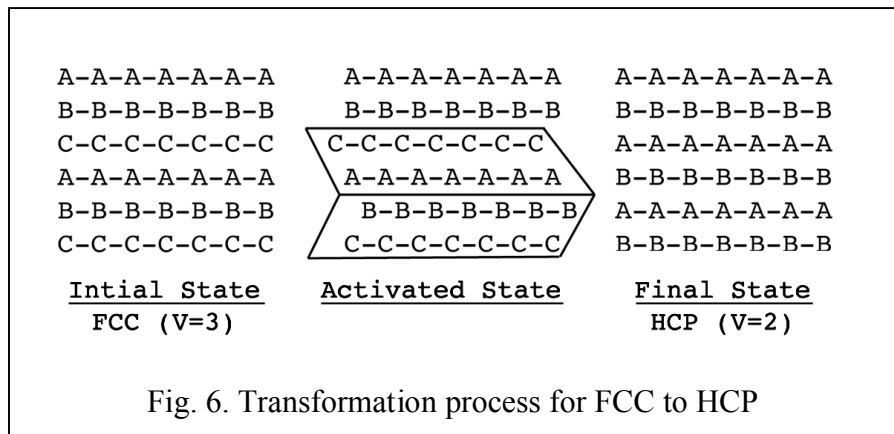 A-A-A-A-A-A-A A-A-A-A-A-A-A A-A-A-A-A-A-A
B-B-B-B-B-B-B B-B-B-B-B-B-B B-B-B-B-B-B-B
C-C-C-C-C-C-C C-C-C-C-C-C-C A-A-A-A-A-A-A
A-A-A-A-A-A-A A-A-A-A-A-A-A B-B-B-B-B-B-B
B-B-B-B-B-B-B B-B-B-B-B-B-B A-A-A-A-A-A-A
C-C-C-C-C-C-C C-C-C-C-C-C-C B-B-B-B-B-B-B
Intial State Activated State Final State
FCC (V=3) HCP (V=2)
Fig. 6. Transformation process for FCC to HCP